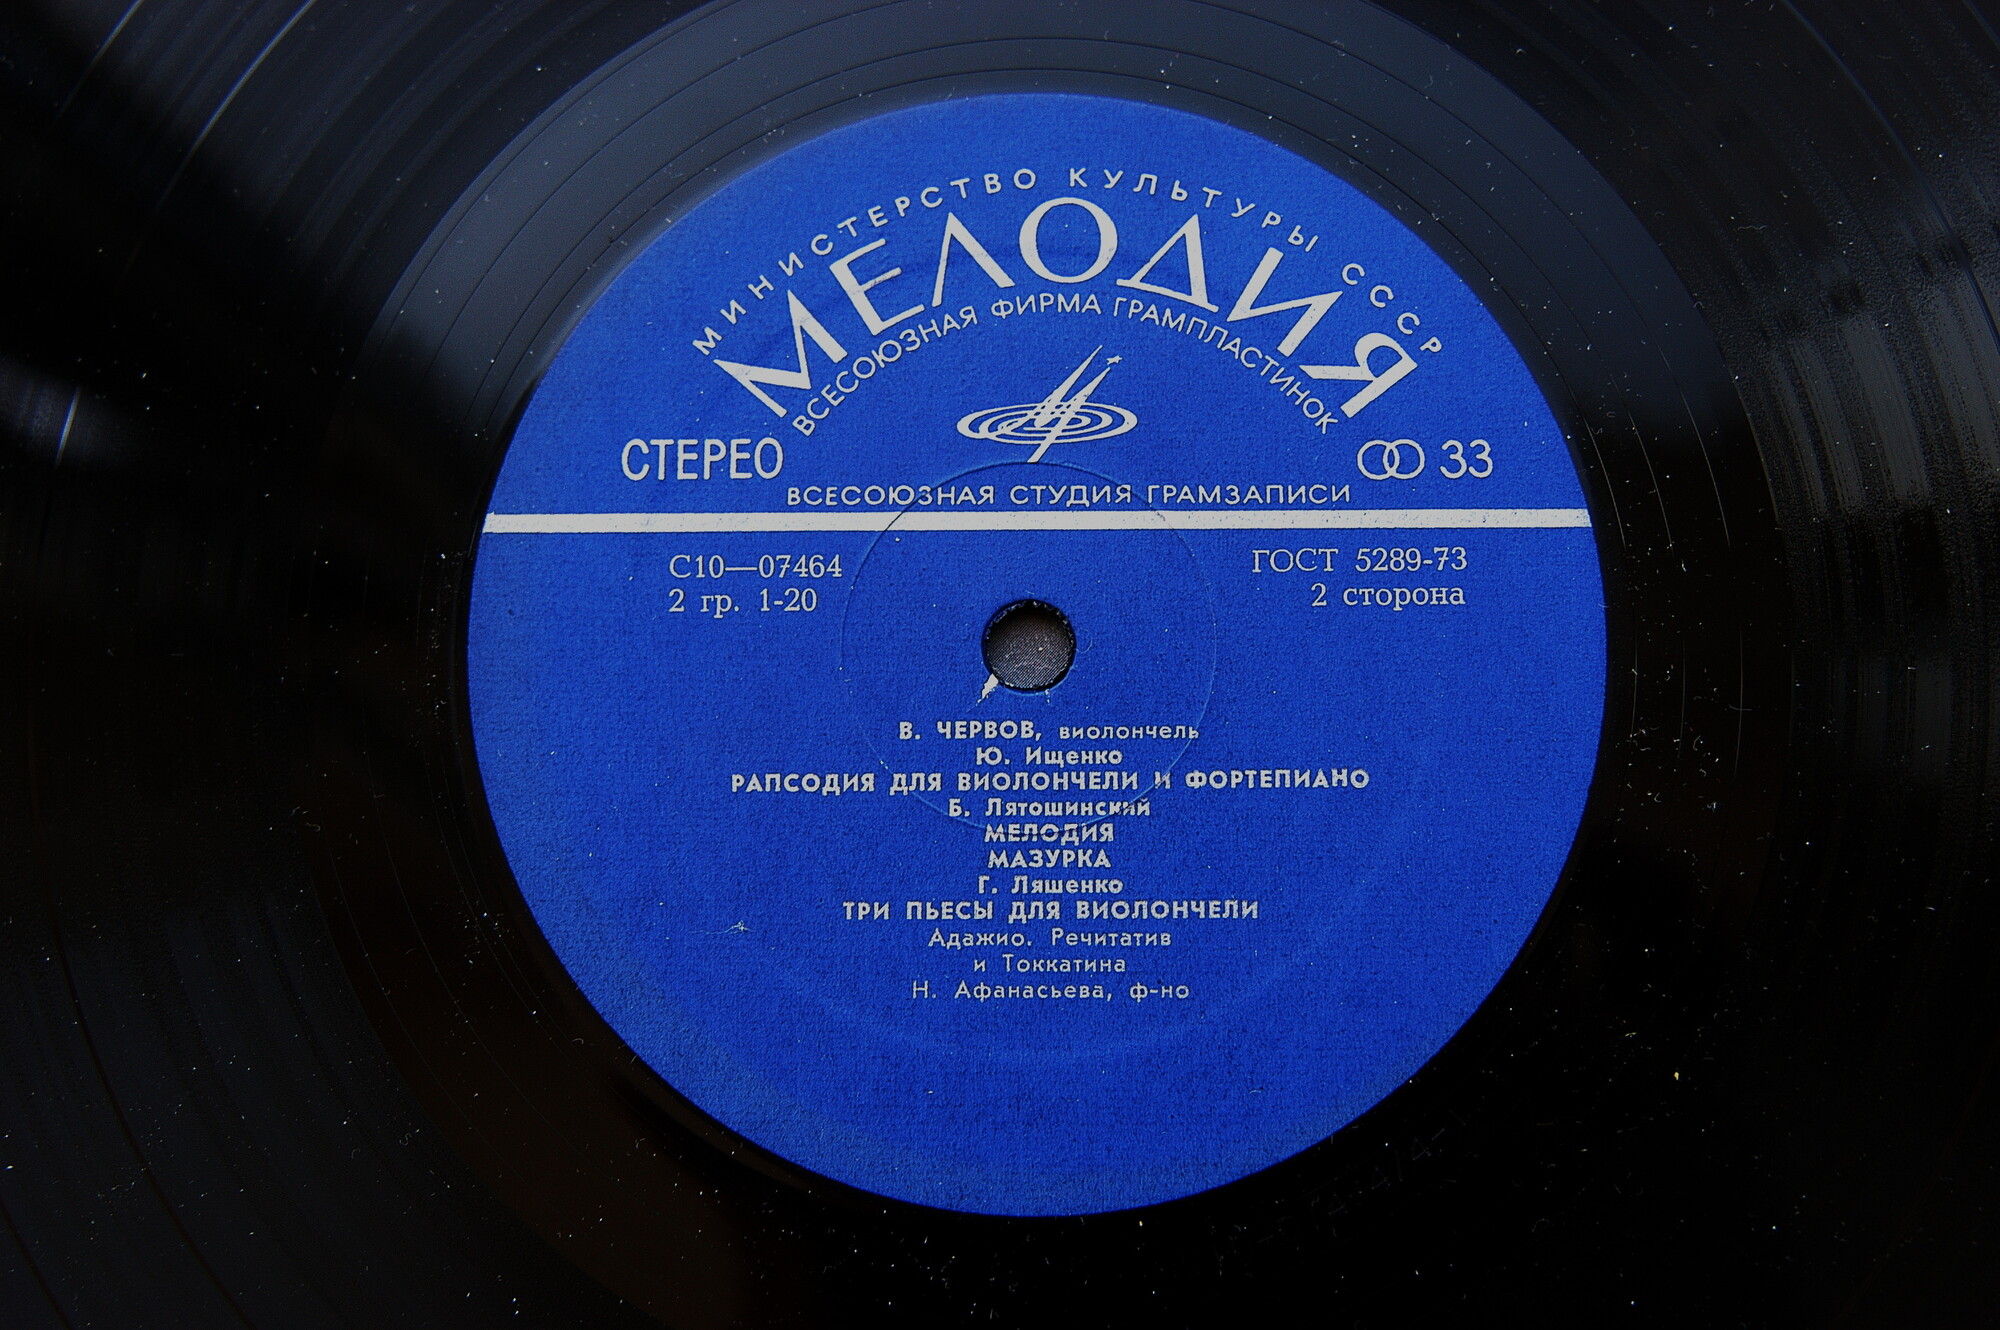 МИНИСТЕРСТВО КУЛЬТУРЫ СССР
МЕЛОДИЯ
ВСЕСОЮЗНАЯ ФИРМА ГРАМПЛАСТИНОК
СТЕРЕО
33
ВСЕСОЮЗНАЯ СТУДИЯ ГРАМЗАПИСИ
С10—07464
2 гр. 1-20
ГОСТ 5289-73
2 сторона
В. ЧЕРВОВ, виолончель
Ю. Ищенко
РАПСОДИЯ ДЛЯ ВИОЛОНЧЕЛИ И ФОРТЕПИАНО
Б. Лятошинский
МЕЛОДИЯ
МАЗУРКА
Г. Ляшенко
ТРИ ПЬЕСЫ ДЛЯ ВИОЛОНЧЕЛИ
Адажио. Речитатив
и Токкатина
Н. Афанасьева, ф-но